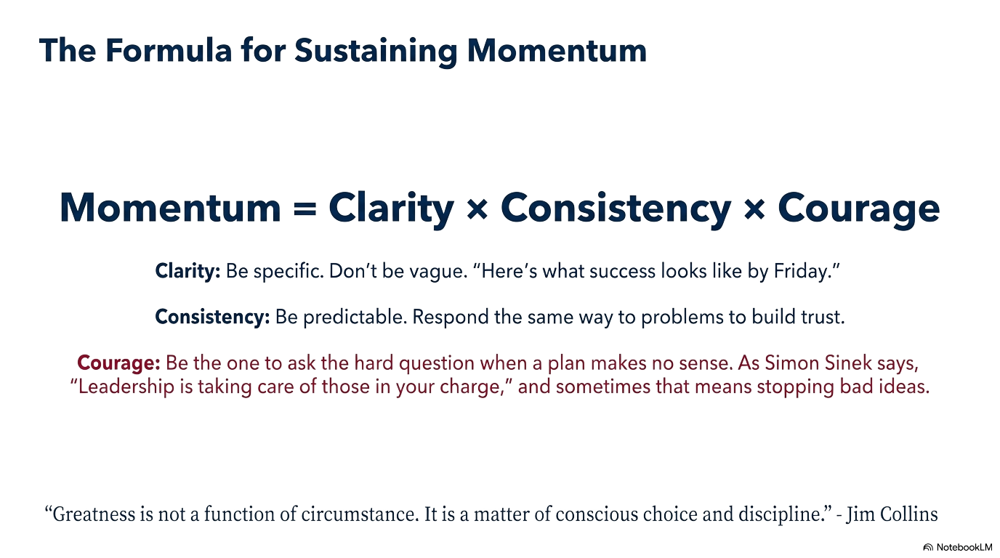 The Formula for Sustaining Momentum
Momentum = Clarity × Consistency × Courage
Clarity: Be specific. Don’t be vague. “Here’s what success looks like by Friday.”
Consistency: Be predictable. Respond the same way to problems to build trust.
Courage: Be the one to ask the hard question when a plan makes no sense. As Simon Sinek says,
“Leadership is taking care of those in your charge,” and sometimes that means stopping bad ideas.
“Greatness is not a function of circumstance. It is a matter of conscious choice and discipline.” - Jim Collins
NotebookLM